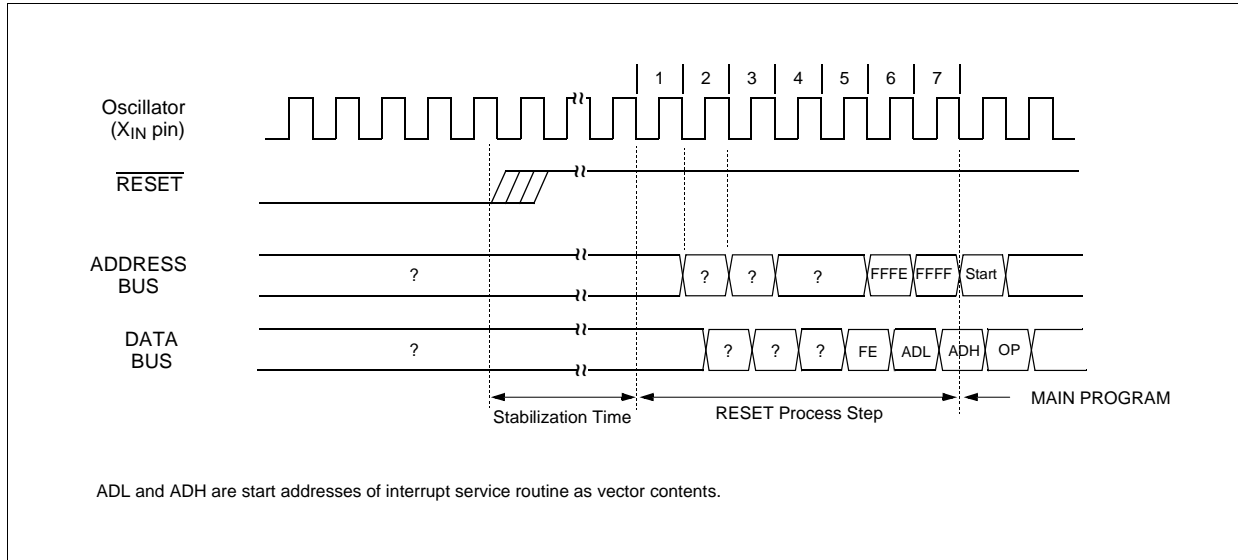 1 2 3 4 5 6 7
Oscillator
(XIN pin)
RESET
ADDRESS
BUS
? ? ? ? FFFE FFFF Start
DATA
BUS
? ? ? ? FE ADL ADH OP
Stabilization Time
RESET Process Step
MAIN PROGRAM
ADL and ADH are start addresses of interrupt service routine as vector contents.